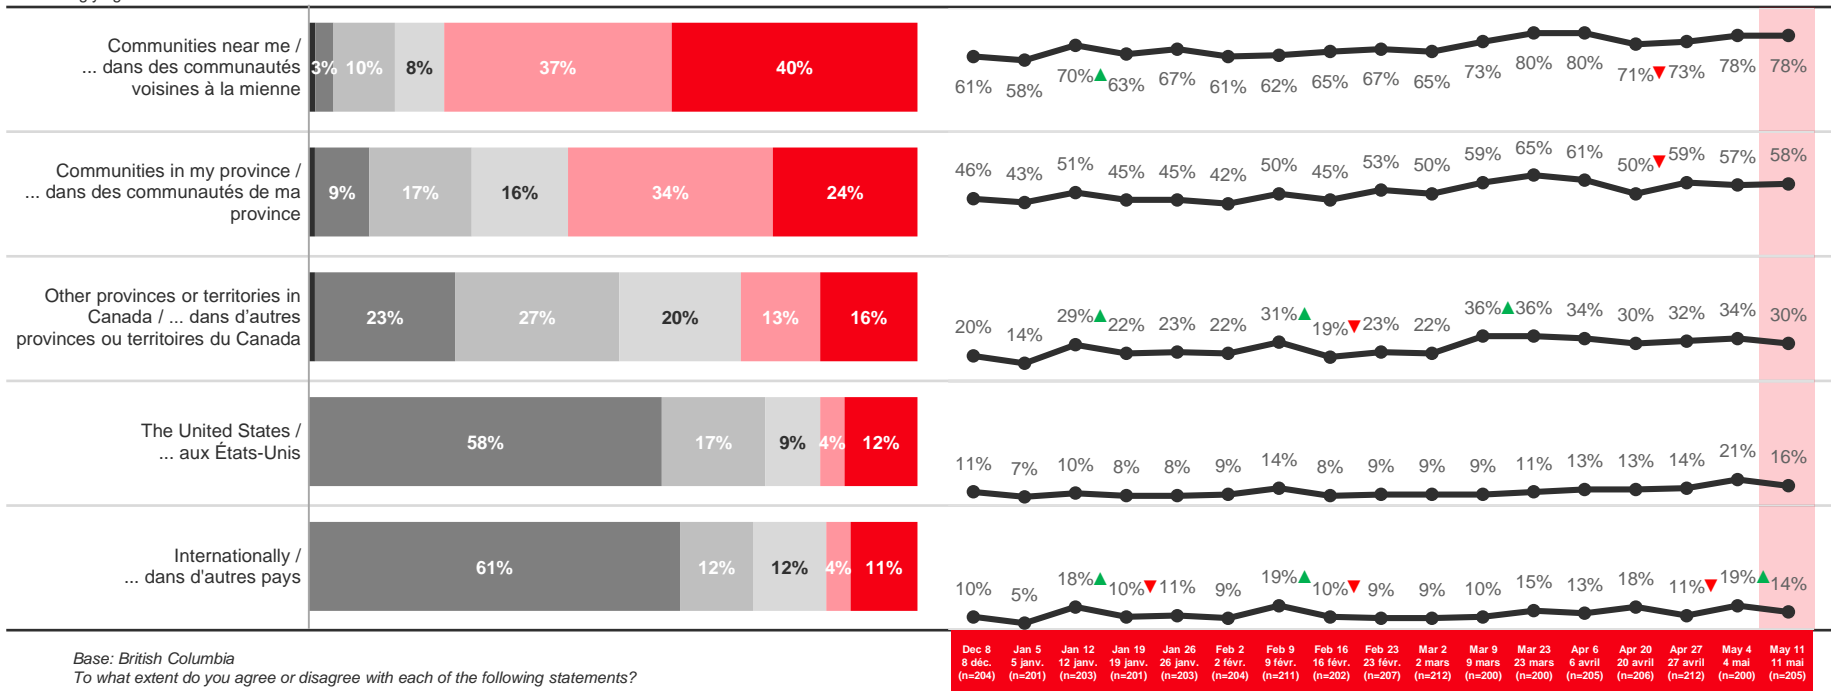 Communities near me /
... dans des communautés
voisines à la mienne
3% 10% 8% 37% 40%
61% 58% 70% 63% 67% 61% 62% 65% 67% 65% 73% 80% 80% 71% 73% 78% 78%
Communities in my province /
... dans des communautés de ma
province
9% 17% 16% 34% 24%
46% 43% 51% 45% 45% 42% 50% 45% 53% 50% 59% 65% 61% 50% 59% 57% 58%
Other provinces or territories in
Canada / ... dans d’autres
provinces ou territoires du Canada
23% 27% 20% 13% 16%
20% 14% 29% 22% 23% 22% 31% 19% 23% 22% 36% 36% 34% 30% 32% 34% 30%
The United States /
... aux États-Unis
58% 17% 9% 4% 12%
11% 7% 10% 8% 8% 9% 14% 8% 9% 9% 9% 11% 13% 13% 14% 21% 16%
Internationally /
... dans d'autres pays
61% 12% 12% 4% 11%
10% 5% 18% 10% 11% 9% 19% 10% 9% 9% 10% 15% 13% 18% 11% 19% 14%
Dec 8 Jan 5 Jan 12 Jan 19 Jan 26 Feb 2 Feb 9 Feb 16 Feb 23 Mar 2 Mar 9 Mar 23 Apr 6 Apr 20 Apr 27 May 4 May 11
8 déc. 5 janv. 12 janv. 19 janv. 26 janv. 2 févr. 9 févr. 16 févr. 23 févr. 2 mars 9 mars 23 mars 6 avril 20 avril 27 avril 4 mai 11 mai
(n=204) (n=201) (n=203) (n=201) (n=203) (n=204) (n=211) (n=202) (n=207) (n=212) (n=200) (n=200) (n=205) (n=206) (n=212) (n=200) (n=205)
Base: British Columbia
To what extent do you agree or disagree with each of the following statements?